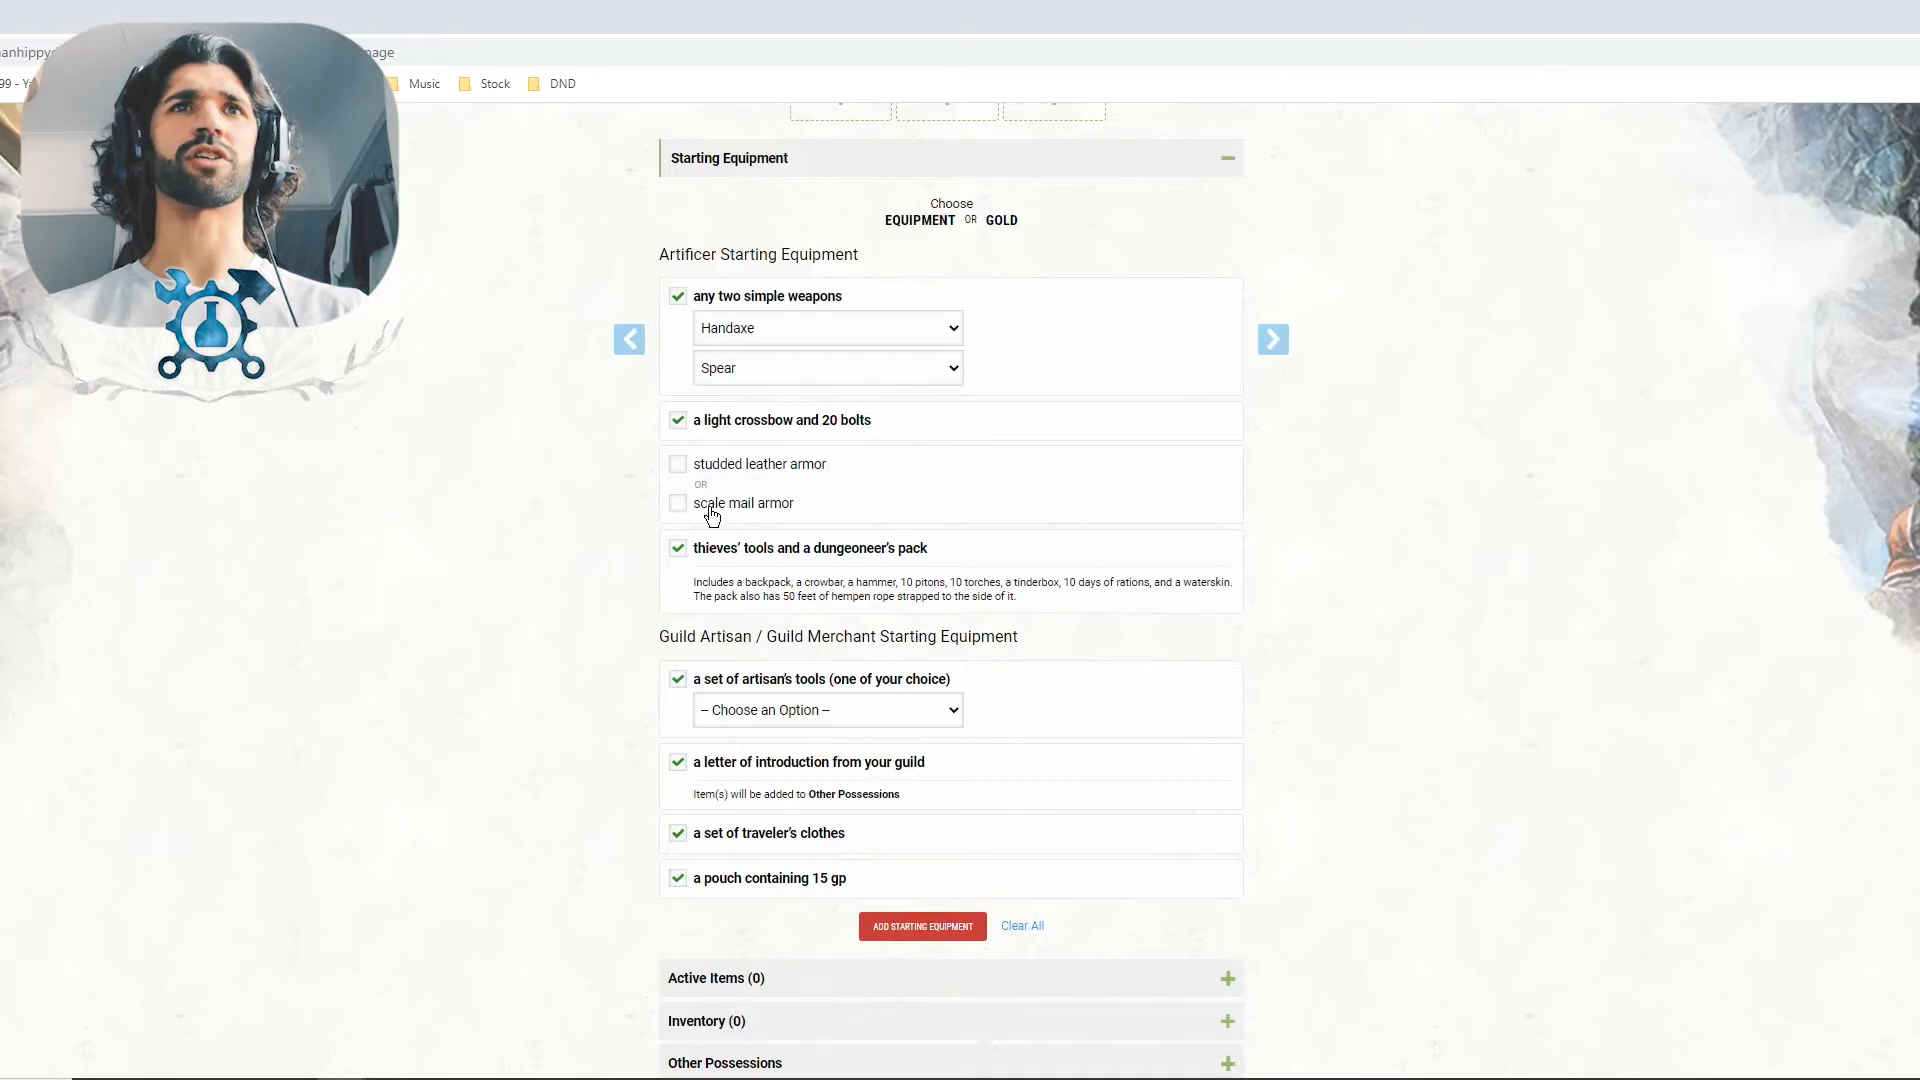 anhippy
nage
99 - Y
Music
Stock
DND
Starting Equipment
Choose
EQUIPMENT OR GOLD
Artificer Starting Equipment
any two simple weapons
Handaxe
Spear
a light crossbow and 20 bolts
studded leather armor
OR
scale mail armor
thieves’ tools and a dungeoneer’s pack
Includes a backpack, a crowbar, a hammer, 10 pitons, 10 torches, a tinderbox, 10 days of rations, and a waterskin.
The pack also has 50 feet of hempen rope strapped to the side of it.
Guild Artisan / Guild Merchant Starting Equipment
a set of artisan’s tools (one of your choice)
-- Choose an Option --
a letter of introduction from your guild
Item(s) will be added to Other Possessions
a set of traveler’s clothes
a pouch containing 15 gp
ADD STARTING EQUIPMENT
Clear All
Active Items (0)
Inventory (0)
Other Possessions